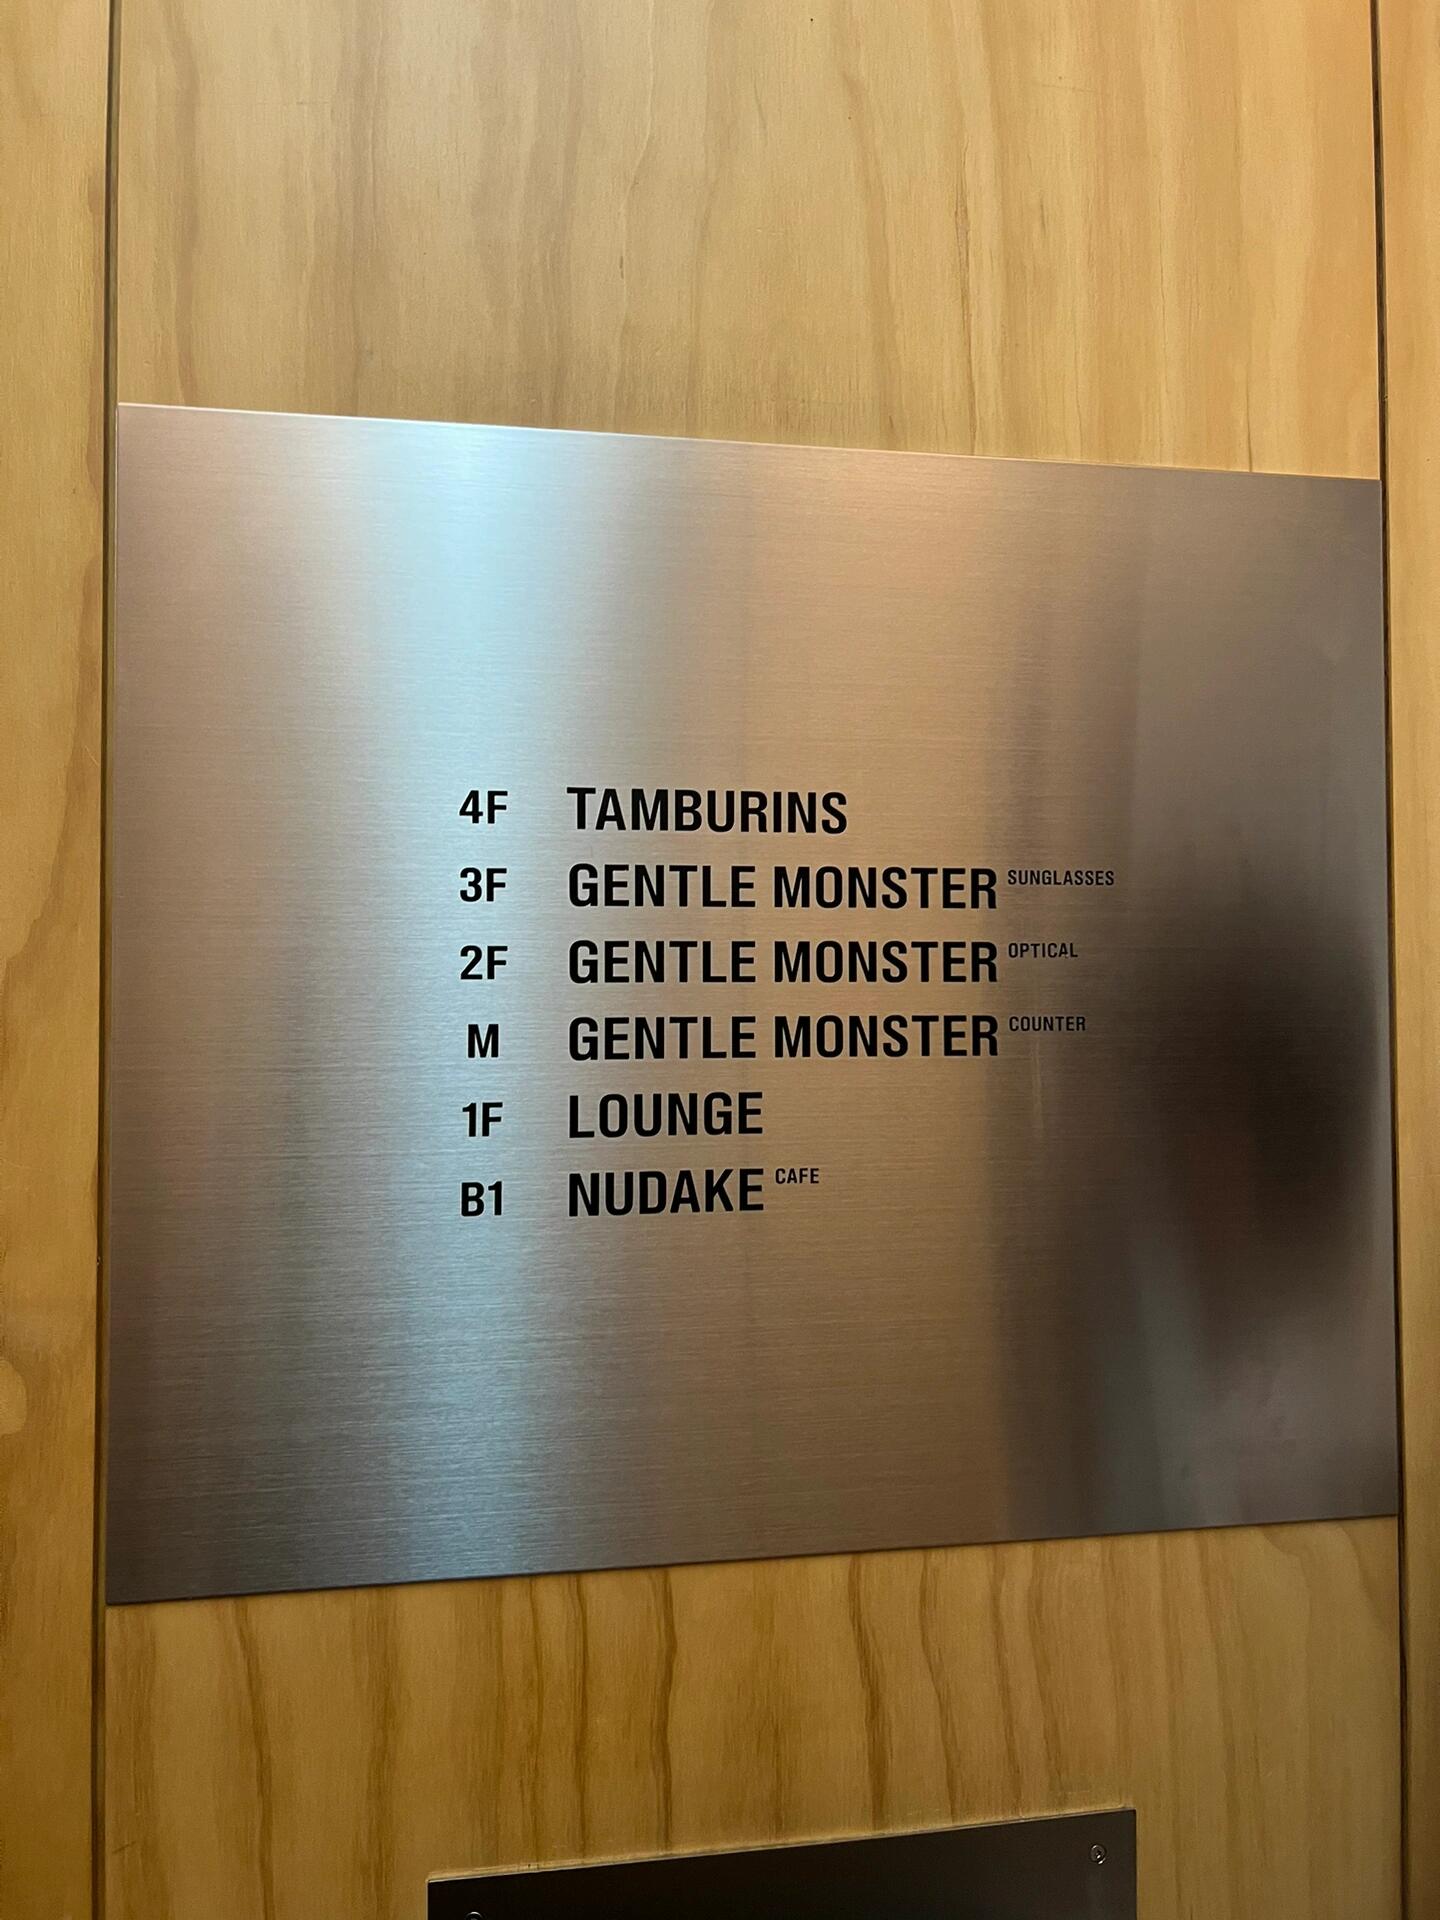 4F TAMBURINS
3F GENTLE MONSTER SUNGLASSES
2F GENTLE MONSTER OPTICAL
M GENTLE MONSTER COUNTER
1F LOUNGE
B1 NUDAKE CAFE